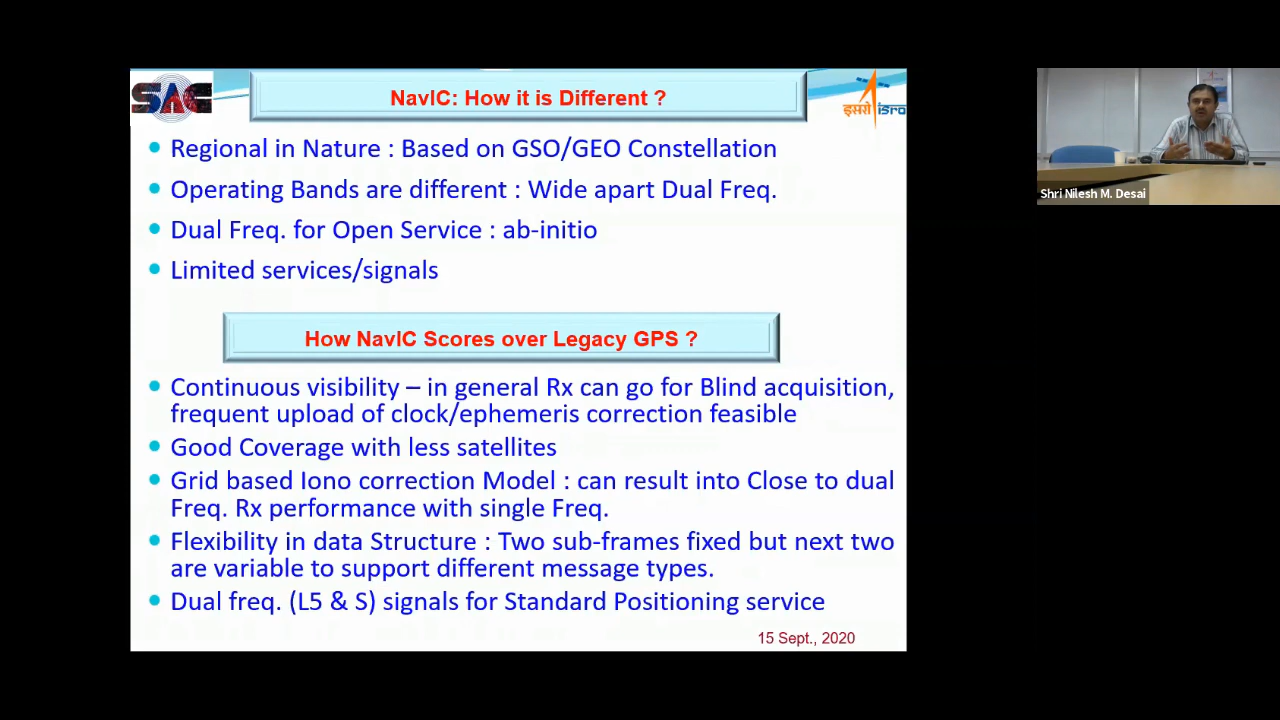 SAC
NavIC: How it is Different ?
इसरो isro
• Regional in Nature : Based on GSO/GEO Constellation
• Operating Bands are different : Wide apart Dual Freq.
• Dual Freq. for Open Service : ab-initio
• Limited services/signals
How NavIC Scores over Legacy GPS ?
• Continuous visibility – in general Rx can go for Blind acquisition,
frequent upload of clock/ephemeris correction feasible
• Good Coverage with less satellites
• Grid based Iono correction Model : can result into Close to dual
Freq. Rx performance with single Freq.
• Flexibility in data Structure : Two sub-frames fixed but next two
are variable to support different message types.
• Dual freq. (L5 & S) signals for Standard Positioning service
15 Sept., 2020
Shri Nilesh M. Desai